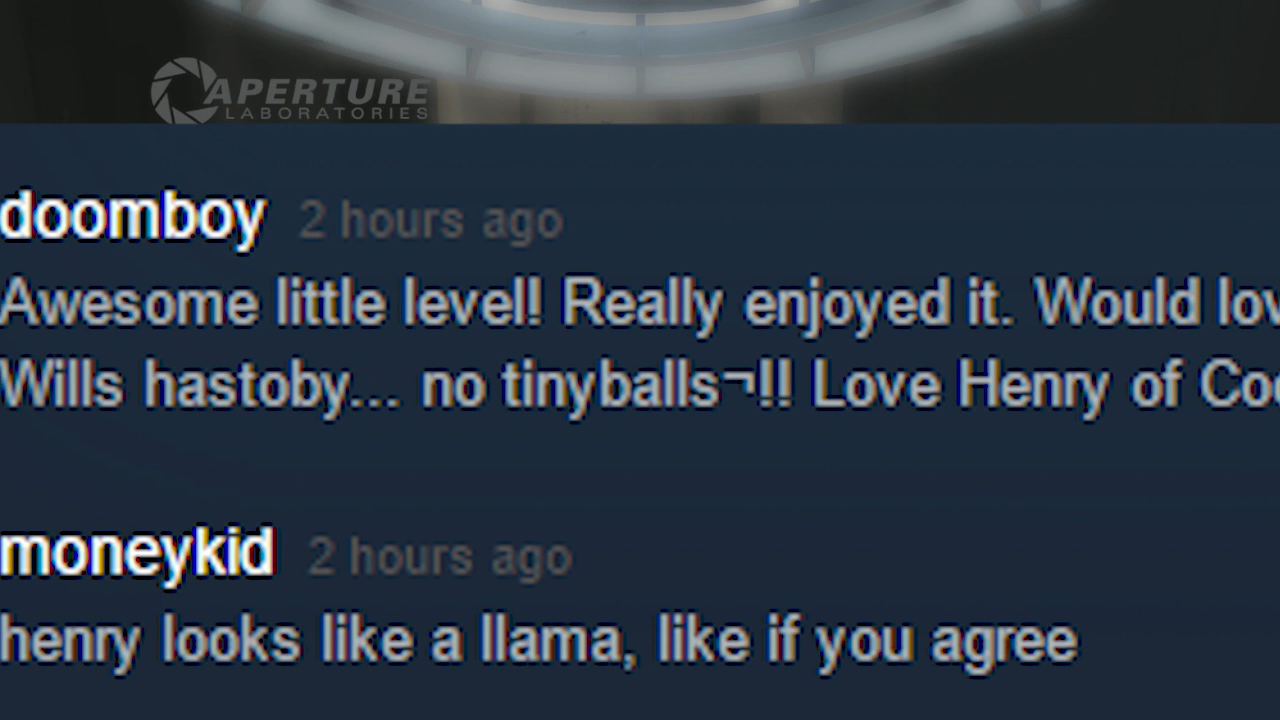 APERTURE
LABORATORIES
doomboy 2 hours ago
Awesome little level! Really enjoyed it. Would
Wills hastoby... no tinyballs¬!! Love Henry of
moneykid 2 hours ago
henry looks like a llama, like if you agree